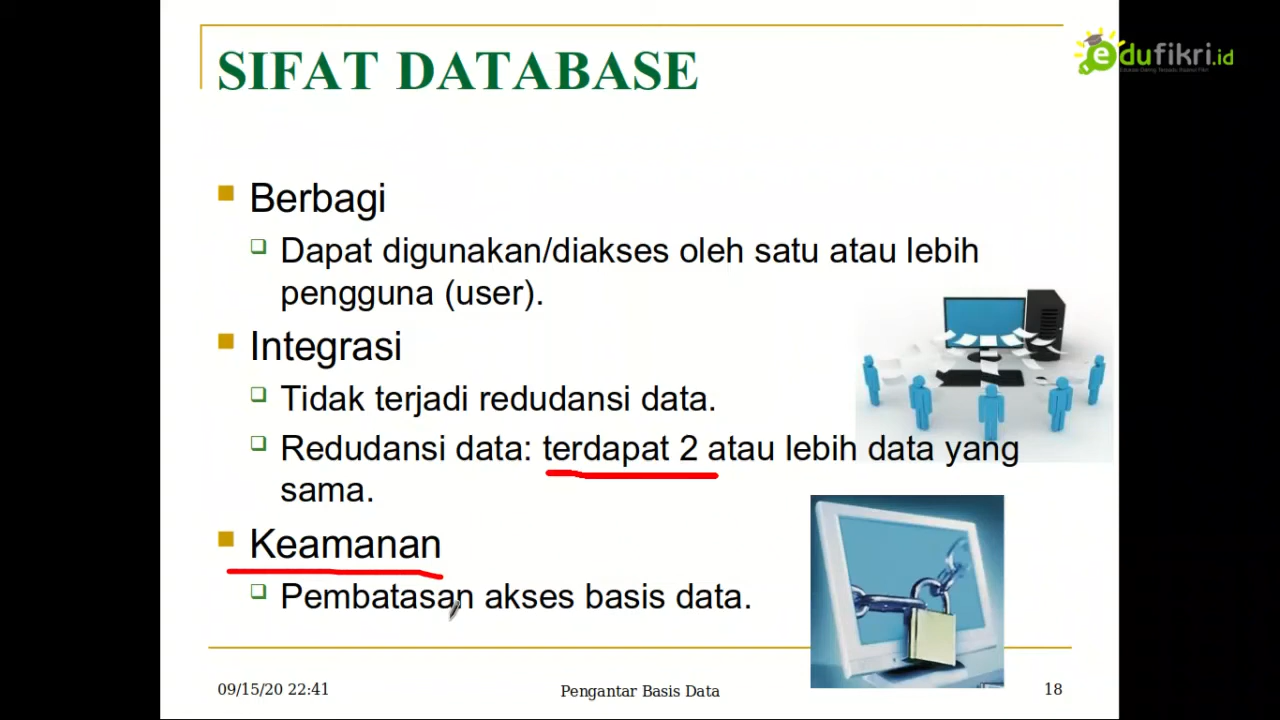 SIFAT DATABASE
edufikri.id
Berbagi
Dapat digunakan/diakses oleh satu atau lebih
pengguna (user).
Integrasi
Tidak terjadi redudansi data.
Redudansi data: terdapat 2 atau lebih data yang
sama.
Keamanan
Pembatasan akses basis data.
09/15/20 22:41
Pengantar Basis Data
18